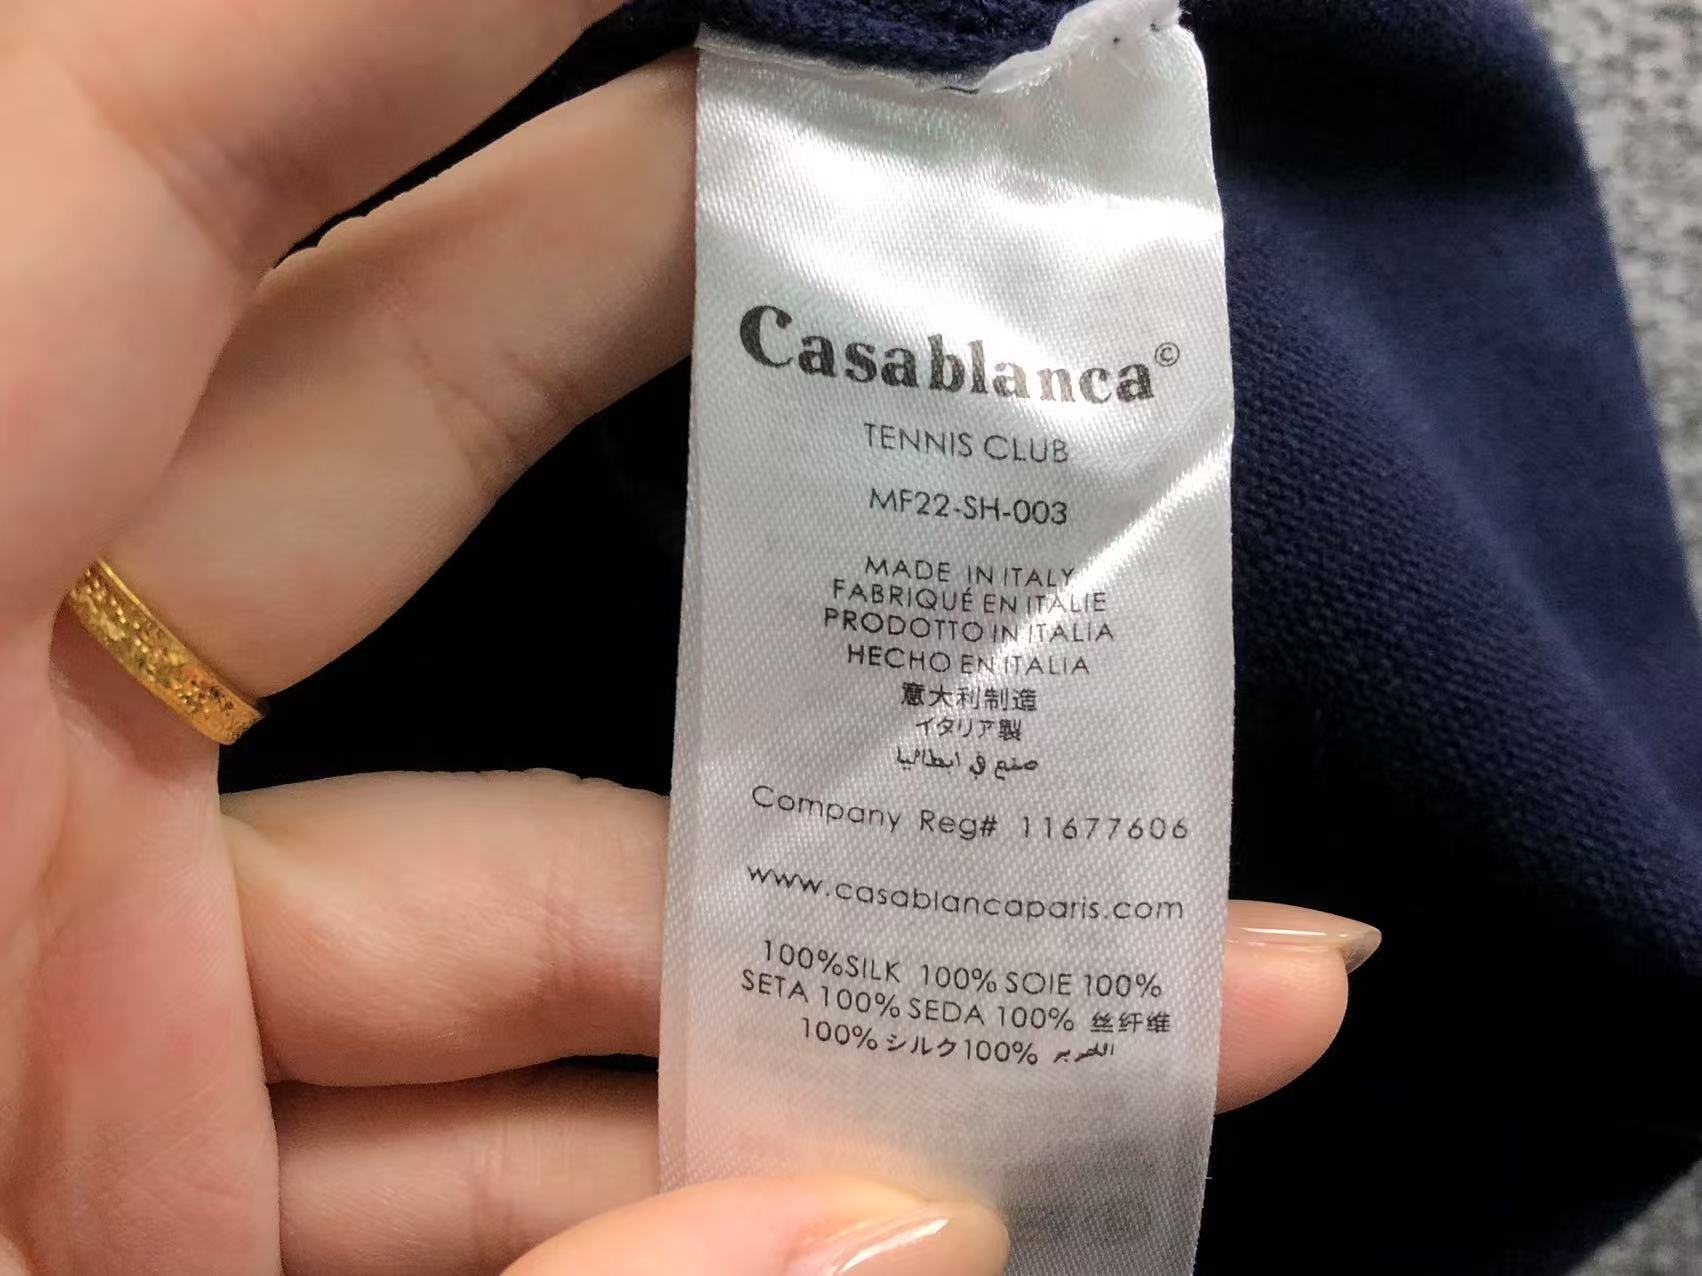 Casablanca©
TENNIS CLUB
MF22-SH-003
MADE IN ITALY
FABRIQUÉ EN ITALIE
PRODOTTO IN ITALIA
HECHO EN ITALIA
意大利制造
イタリア製
صنع في ايطاليا
Company Reg# 11677606
www.casablancaparis.com
100%SILK 100% SOIE 100%
SETA 100% SEDA 100% 丝纤维
100% シルク100%